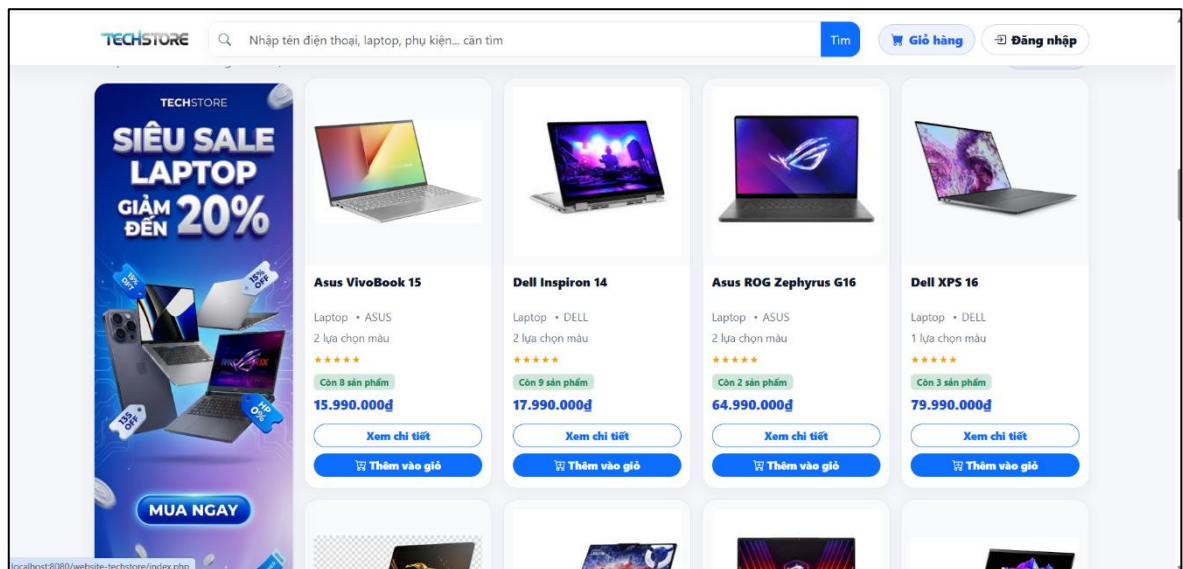 TECHSTORE
Nhập tên điện thoại, laptop, phụ kiện... cần tìm
Tìm
Giỏ hàng
Đăng nhập
TECHSTORE
SIÊU SALE
LAPTOP
GIẢM
ĐẾN
20%
15%
OFF
135
OFF
HP
0%
MUA NGAY
Asus VivoBook 15
Laptop • ASUS
2 lựa chọn màu
★★★★★
Còn 8 sản phẩm
15.990.000₫
Xem chi tiết
Thêm vào giỏ
Dell Inspiron 14
Laptop • DELL
2 lựa chọn màu
★★★★★
Còn 9 sản phẩm
17.990.000₫
Xem chi tiết
Thêm vào giỏ
Asus ROG Zephyrus G16
Laptop • ASUS
2 lựa chọn màu
★★★★★
Còn 2 sản phẩm
64.990.000₫
Xem chi tiết
Thêm vào giỏ
Dell XPS 16
Laptop • DELL
1 lựa chọn màu
★★★★★
Còn 3 sản phẩm
79.990.000₫
Xem chi tiết
Thêm vào giỏ
localhost:8080/website-techstore/index.php